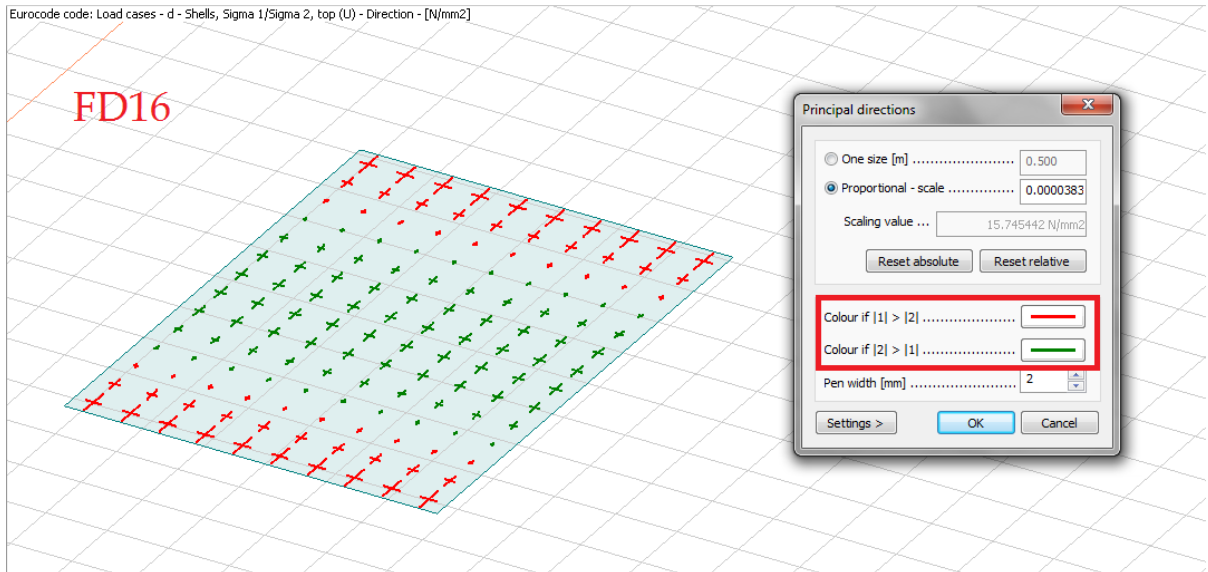 Eurocode code: Load cases - d - Shells, Sigma 1/Sigma 2, top (U) - Direction - [N/mm2]
FD16
Principal directions
One size [m] ....................... 0.500
Proportional - scale ............... 0.0000383
Scaling value ... 15.745442 N/mm2
Reset absolute Reset relative
Colour if |1| > |2| .....................
Colour if |2| > |1| .....................
Pen width [mm] ....................... 2
Settings > OK Cancel